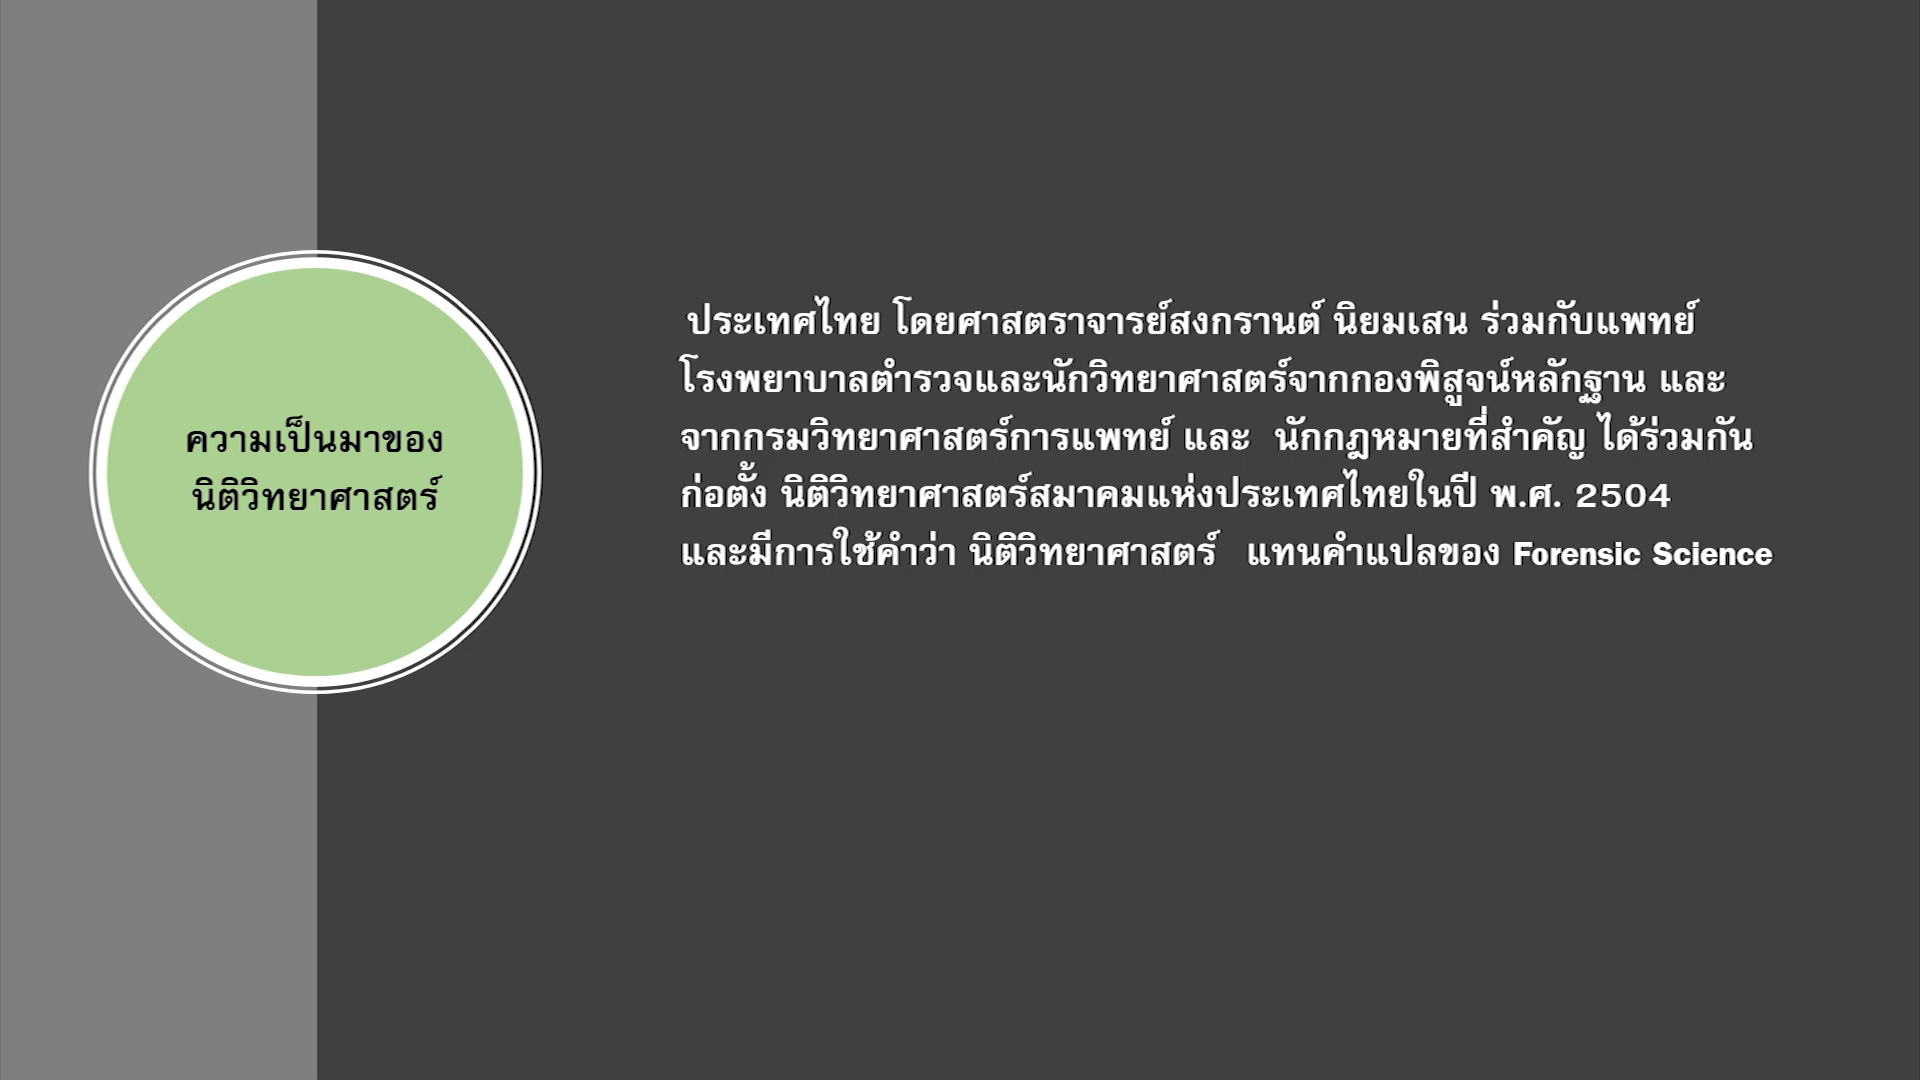 ความเป็นมาของ
นิติวิทยาศาสตร์
ประเทศไทย โดยศาสตราจารย์สงกรานต์ นิยมเสน ร่วมกับแพทย์
โรงพยาบาลตำรวจและนักวิทยาศาสตร์จากกองพิสูจน์หลักฐาน และ
จากกรมวิทยาศาสตร์การแพทย์ และ  นักกฎหมายที่สำคัญ ได้ร่วมกัน
ก่อตั้ง นิติวิทยาศาสตร์สมาคมแห่งประเทศไทยในปี พ.ศ. 2504
และมีการใช้คำว่า นิติวิทยาศาสตร์  แทนคำแปลของ Forensic Science